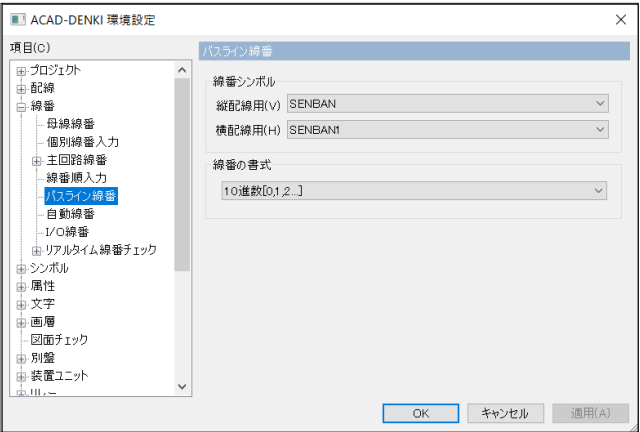 ACAD-DENKI 環境設定
項目(C)
プロジェクト
配線
線番
母線線番
個別線番入力
主回路線番
線番順入力
バスライン線番
自動線番
I/O線番
リアルタイム線番チェック
シンボル
属性
文字
画層
図面チェック
別盤
装置ユニット
リレー
バスライン線番
線番シンボル
縦配線用(V) SENBAN
横配線用(H) SENBAN1
線番の書式
10進数[0,1,2...]
OK キャンセル 適用(A)